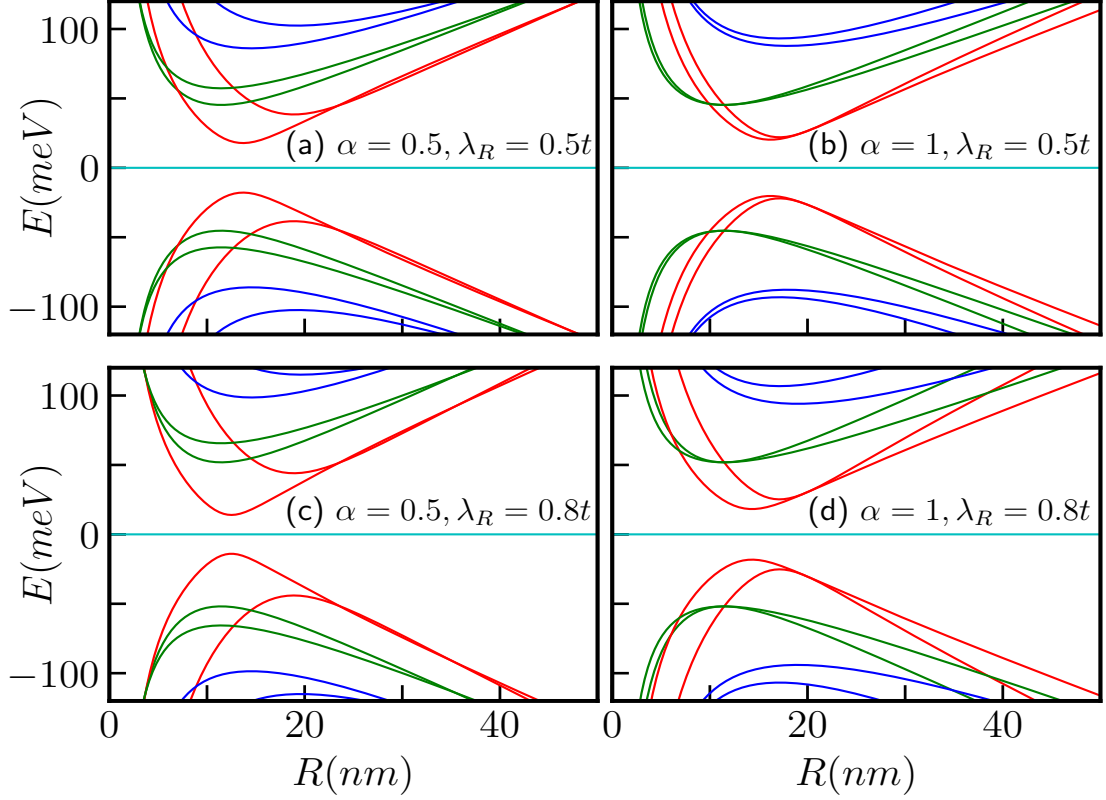 100
0
−100
E(meV)
(a) α = 0.5, λ_R = 0.5t
(b) α = 1, λ_R = 0.5t
100
0
−100
E(meV)
(c) α = 0.5, λ_R = 0.8t
(d) α = 1, λ_R = 0.8t
0 20 40
0 20 40
R(nm)
R(nm)